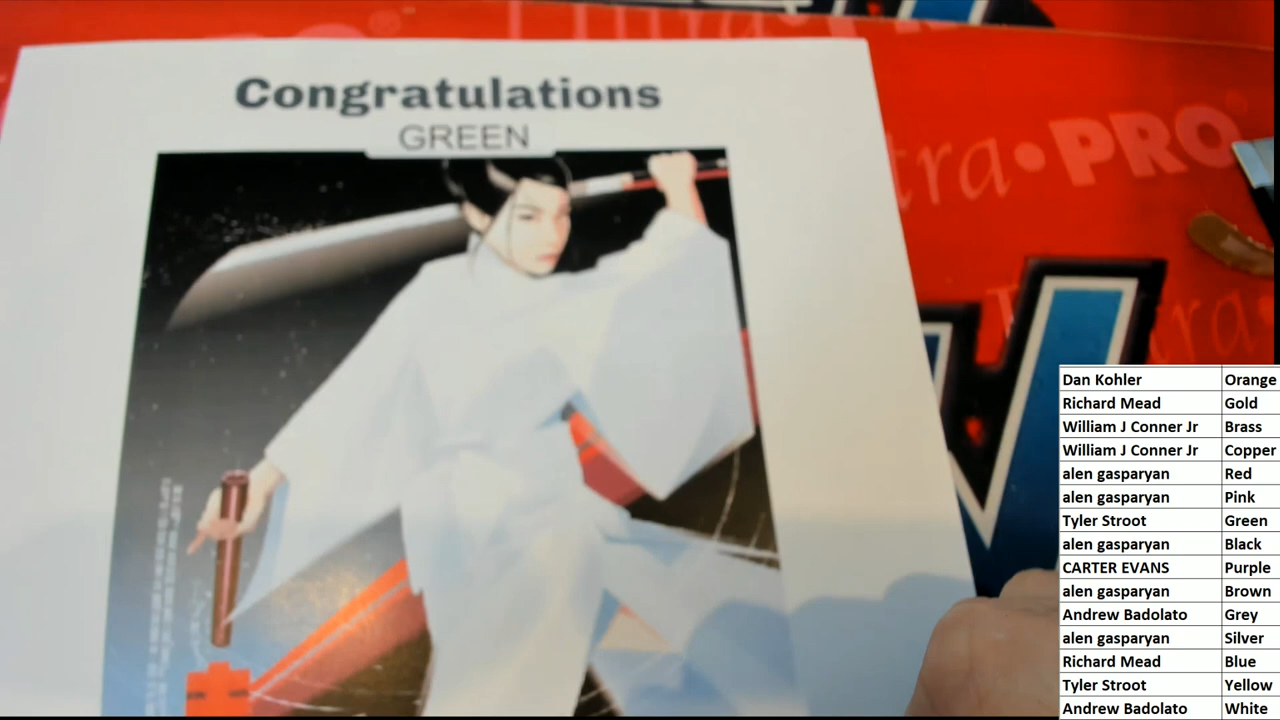 Congratulations
GREEN
tra PRO
Dan Kohler Orange
Richard Mead Gold
William J Conner Jr Brass
William J Conner Jr Copper
alen gasparyan Red
alen gasparyan Pink
Tyler Stroot Green
alen gasparyan Black
CARTER EVANS Purple
alen gasparyan Brown
Andrew Badolato Grey
alen gasparyan Silver
Richard Mead Blue
Tyler Stroot Yellow
Andrew Badolato White